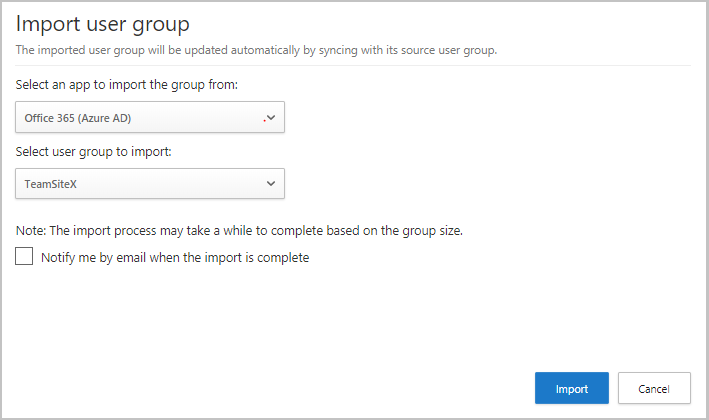 Import user group
The imported user group will be updated automatically by syncing with its source user group.
Select an app to import the group from:
Office 365 (Azure AD)
Select user group to import:
TeamSiteX
Note: The import process may take a while to complete based on the group size.
Notify me by email when the import is complete
Import
Cancel